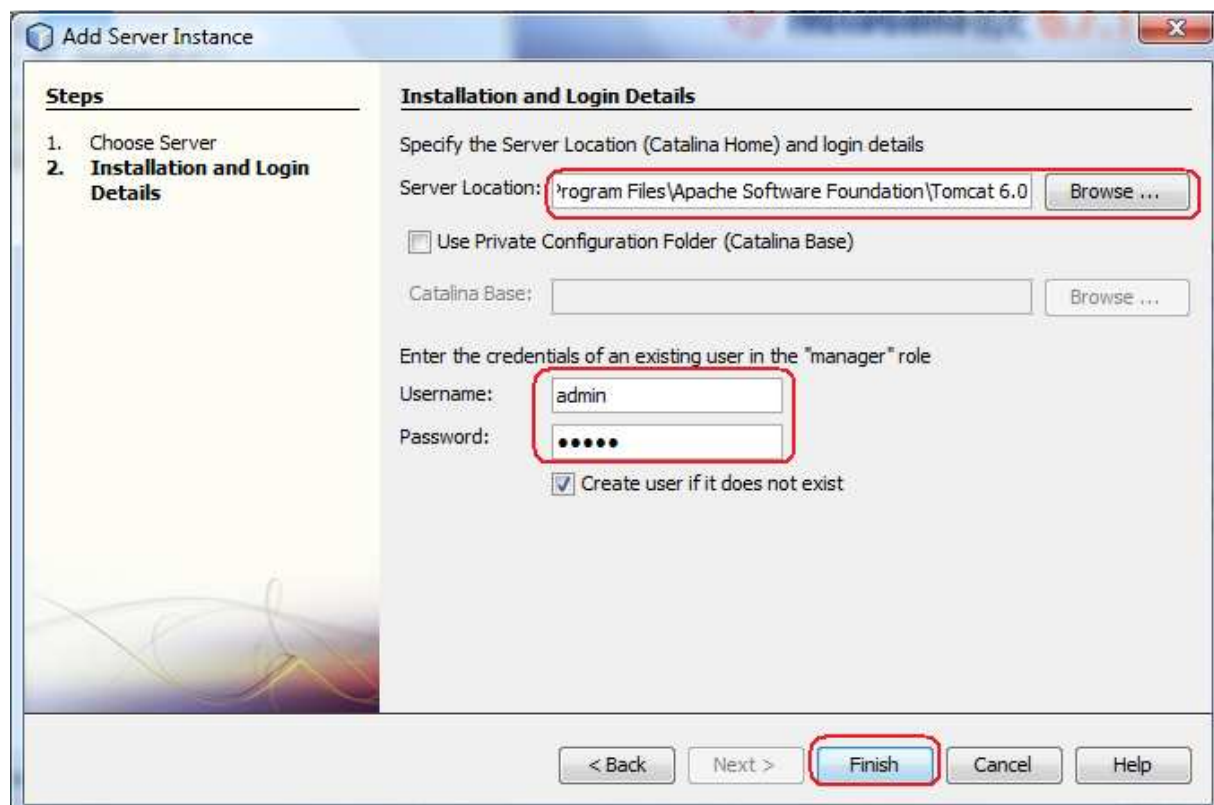 Add Server Instance
Steps
1. Choose Server
2. Installation and Login
Details
Installation and Login Details
Specify the Server Location (Catalina Home) and login details
Server Location: Program Files\Apache Software Foundation\Tomcat 6.0 Browse ...
Use Private Configuration Folder (Catalina Base)
Catalina Base: Browse ...
Enter the credentials of an existing user in the "manager" role
Username: admin
Password: •••••
Create user if it does not exist
< Back Next > Finish Cancel Help